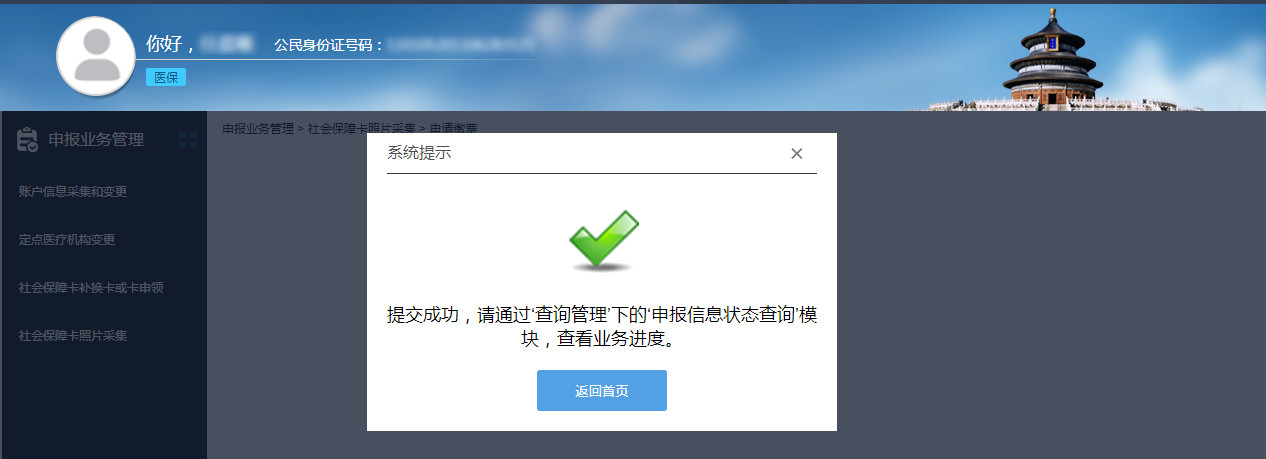 你好，
公民身份证号码：
医保
申报业务管理
申报业务管理 > 社会保障卡照片采集 > 申请缴费
账户信息采集和变更
定点医疗机构变更
社会保障卡补换卡或卡申领
社会保障卡照片采集
系统提示
×
提交成功，请通过‘查询管理’下的‘申报信息状态查询’模
块，查看业务进度。
返回首页